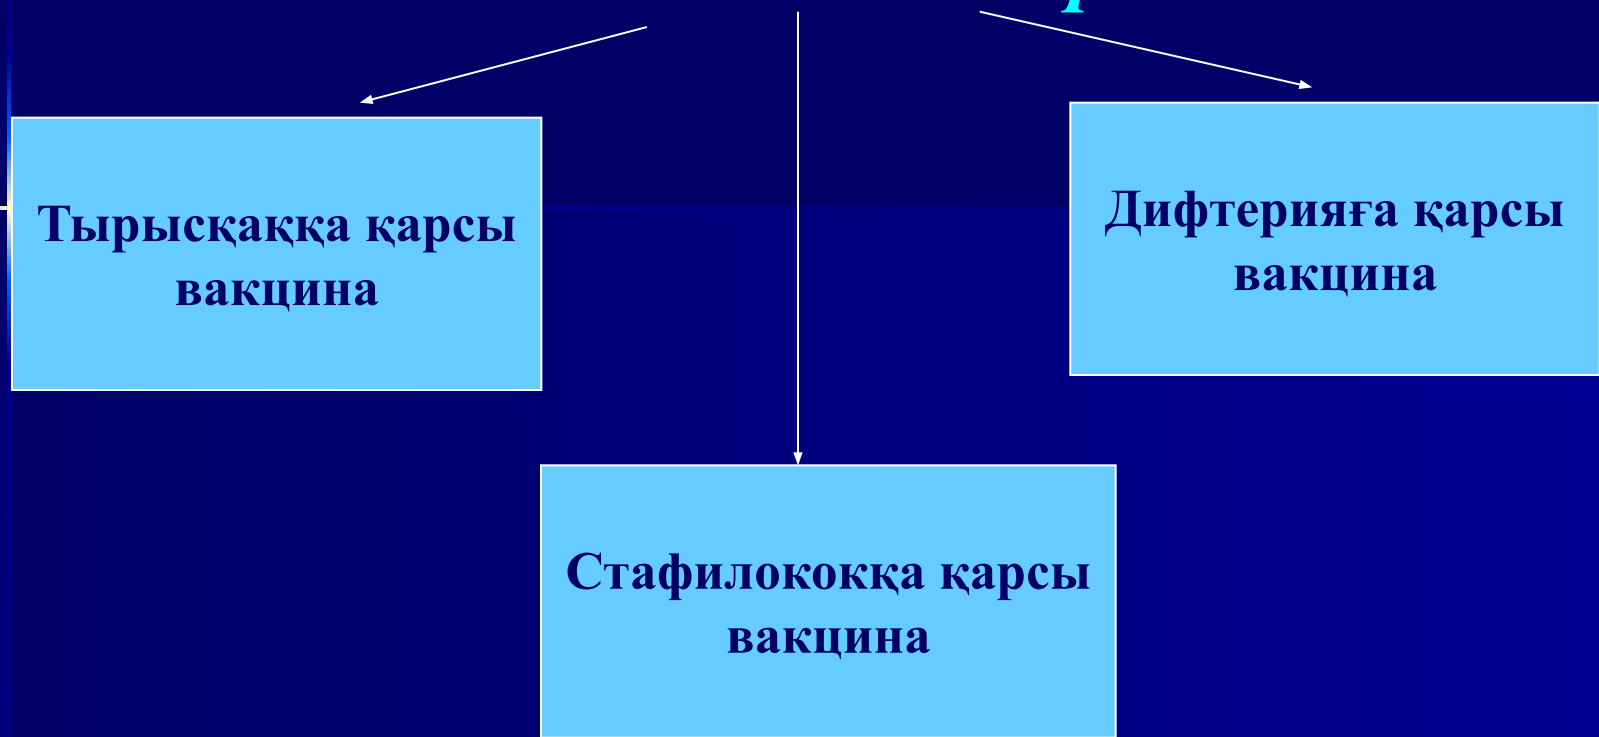 Тырысқаққа қарсы
вакцина
Дифтерияға қарсы
вакцина
Стафилококқа қарсы
вакцина